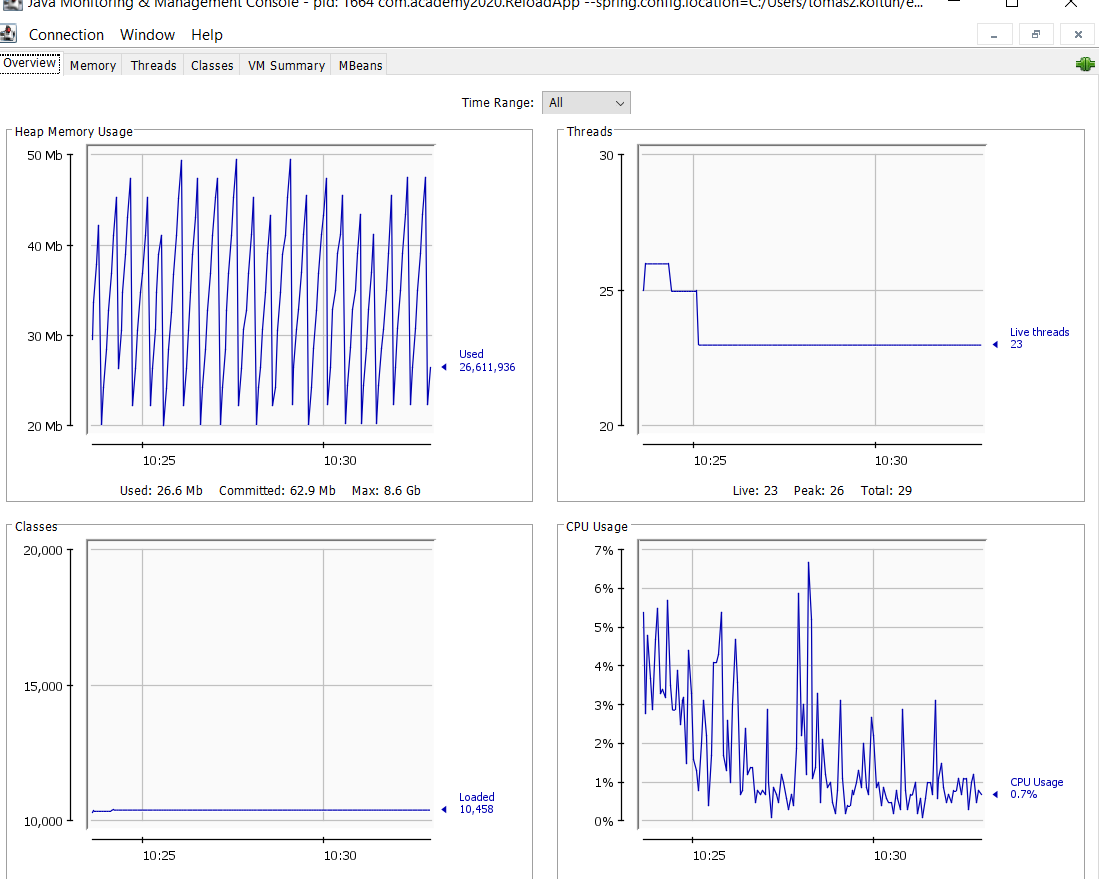 Java Monitoring & Management Console - pid: 1664 com.academy2020.ReloadApp --spring.config.location=C:/Users/tomasz.koltun/e...
Connection Window Help
Overview Memory Threads Classes VM Summary MBeans
Time Range: All
Heap Memory Usage
50 Mb
40 Mb
30 Mb
20 Mb
Used
26,611,936
10:25 10:30
Used: 26.6 Mb Committed: 62.9 Mb Max: 8.6 Gb
Threads
30
25
20
Live threads
23
10:25 10:30
Live: 23 Peak: 26 Total: 29
Classes
20,000
15,000
10,000
Loaded
10,458
10:25 10:30
CPU Usage
7%
6%
5%
4%
3%
2%
1%
0%
CPU Usage
0.7%
10:25 10:30